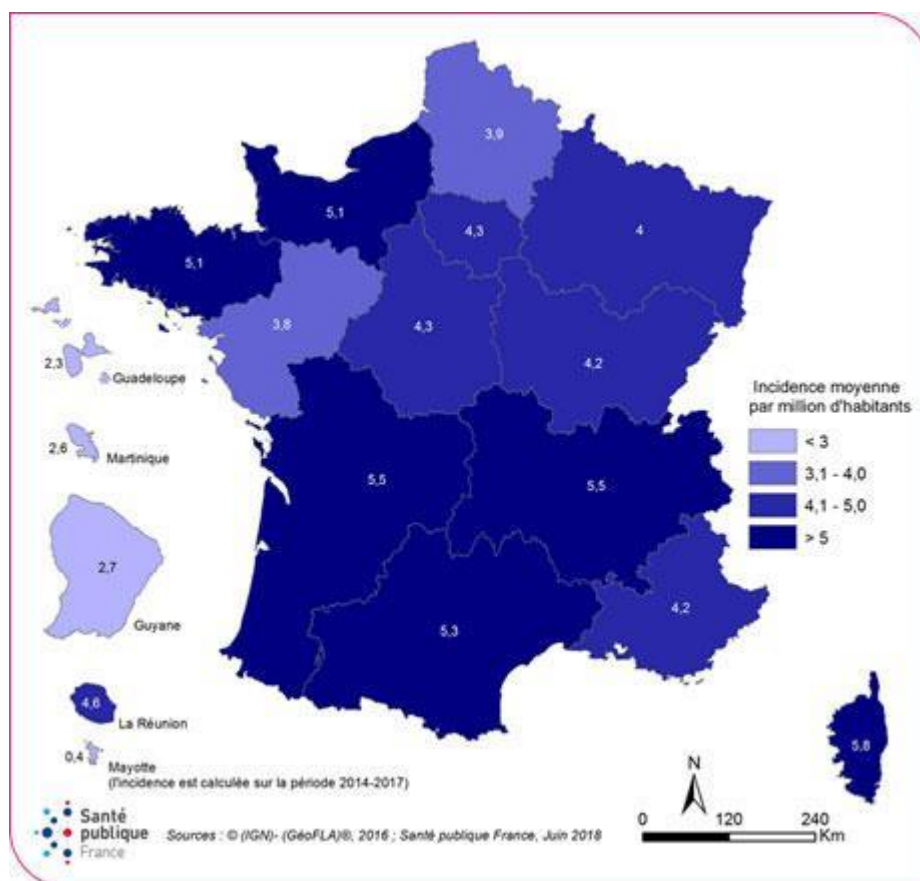 3,9
5,1
4,3
4
5,1
3,8
4,3
4,2
2,3
Guadeloupe
Incidence moyenne
par million d'habitants
< 3
3,1 - 4,0
4,1 - 5,0
> 5
2,6
Martinique
5,5
5,5
2,7
Guyane
4,2
5,3
4,6
La Réunion
0,4
Mayotte
(l'incidence est calculée sur la période 2014-2017)
5,8
N
0 120 240
Km
Santé
publique
France
Sources : © (IGN)- (GéoFLA)®, 2016 ; Santé publique France, Juin 2018